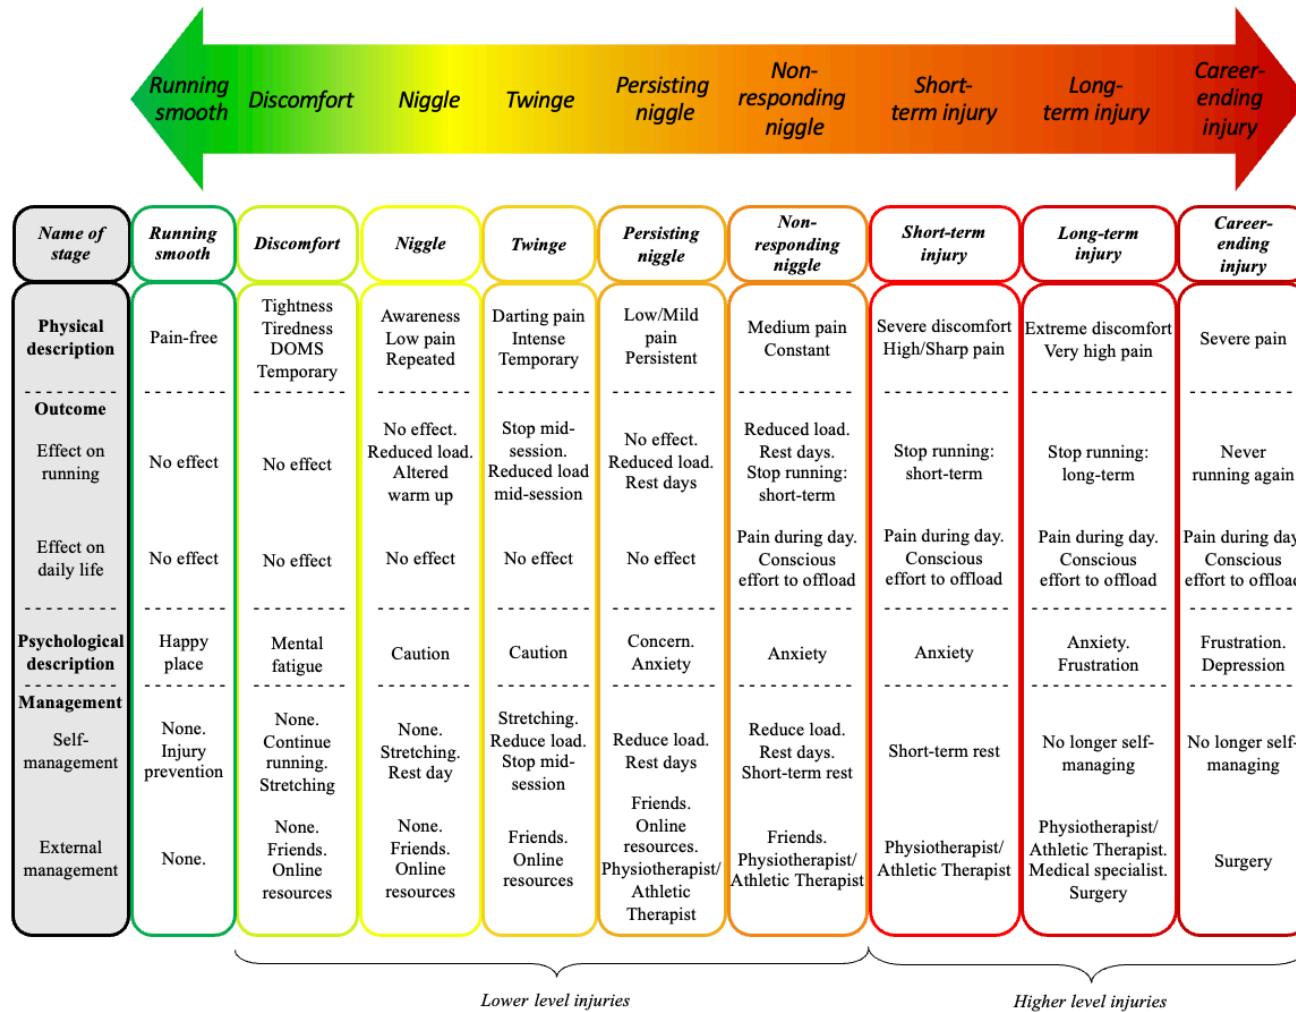 Running
smooth
Discomfort
Niggle
Twinge
Persisting
niggle
Non-
responding
niggle
Short-
term injury
Long-
term injury
Career-
ending
injury
Name of
stage
Running
smooth
Discomfort
Niggle
Twinge
Persisting
niggle
Non-
responding
niggle
Short-term
injury
Long-term
injury
Career-
ending
injury
Physical
description
Pain-free
Tightness
Tiredness
DOMS
Temporary
Awareness
Low pain
Repeated
Darting pain
Intense
Temporary
Low/Mild
pain
Persistent
Medium pain
Constant
Severe discomfort
High/Sharp pain
Extreme discomfort
Very high pain
Severe pain
Outcome
Effect on
running
No effect
No effect
No effect.
Reduced load.
Altered
warm up
Stop mid-
session.
Reduced load
mid-session
No effect.
Reduced load.
Rest days
Reduced load.
Rest days.
Stop running:
short-term
Stop running:
short-term
Stop running:
long-term
Never
running again
Effect on
daily life
No effect
No effect
No effect
No effect
No effect
Pain during day.
Conscious
effort to offload
Pain during day.
Conscious
effort to offload
Pain during day.
Conscious
effort to offload
Pain during day.
Conscious
effort to offload
Psychological
description
Happy
place
Mental
fatigue
Caution
Caution
Concern.
Anxiety
Anxiety
Anxiety
Anxiety.
Frustration
Frustration.
Depression
Management
Self-
management
None.
Injury
prevention
None.
Continue
running.
Stretching
None.
Stretching.
Rest day
Stretching.
Reduce load.
Stop mid-
session
Reduce load.
Rest days
Reduce load.
Rest days.
Short-term rest
Short-term rest
No longer self-
managing
No longer self-
managing
External
management
None.
None.
Friends.
Online
resources
None.
Friends.
Online
resources
Friends.
Online
resources
Friends.
Online
resources.
Physiotherapist/
Athletic
Therapist
Friends.
Physiotherapist/
Athletic Therapist
Physiotherapist/
Athletic Therapist
Physiotherapist/
Athletic Therapist.
Medical specialist.
Surgery
Surgery
Lower level injuries
Higher level injuries